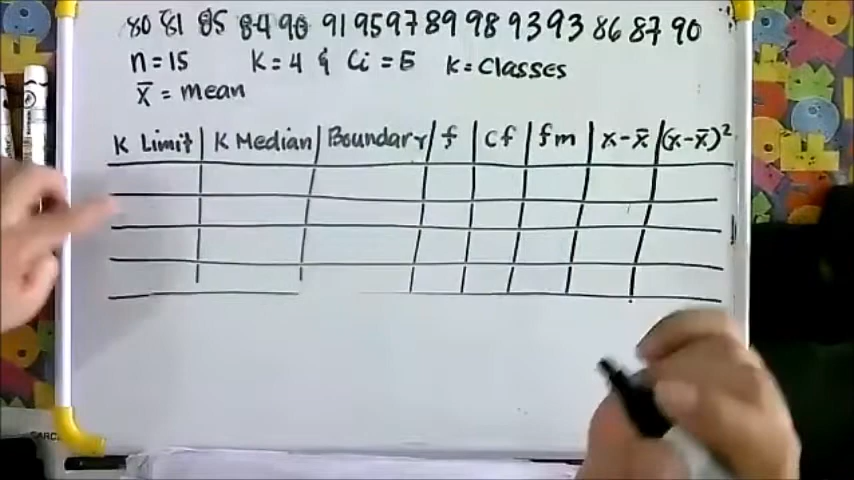 80 81 85 84 90 91 95 97 89 98 93 93 86 87 90
n = 15 K = 4 & Ci = 5 K = Classes
x̄ = mean
K Limit K Median Boundary f Cf fm x - x̄ (x - x̄)²